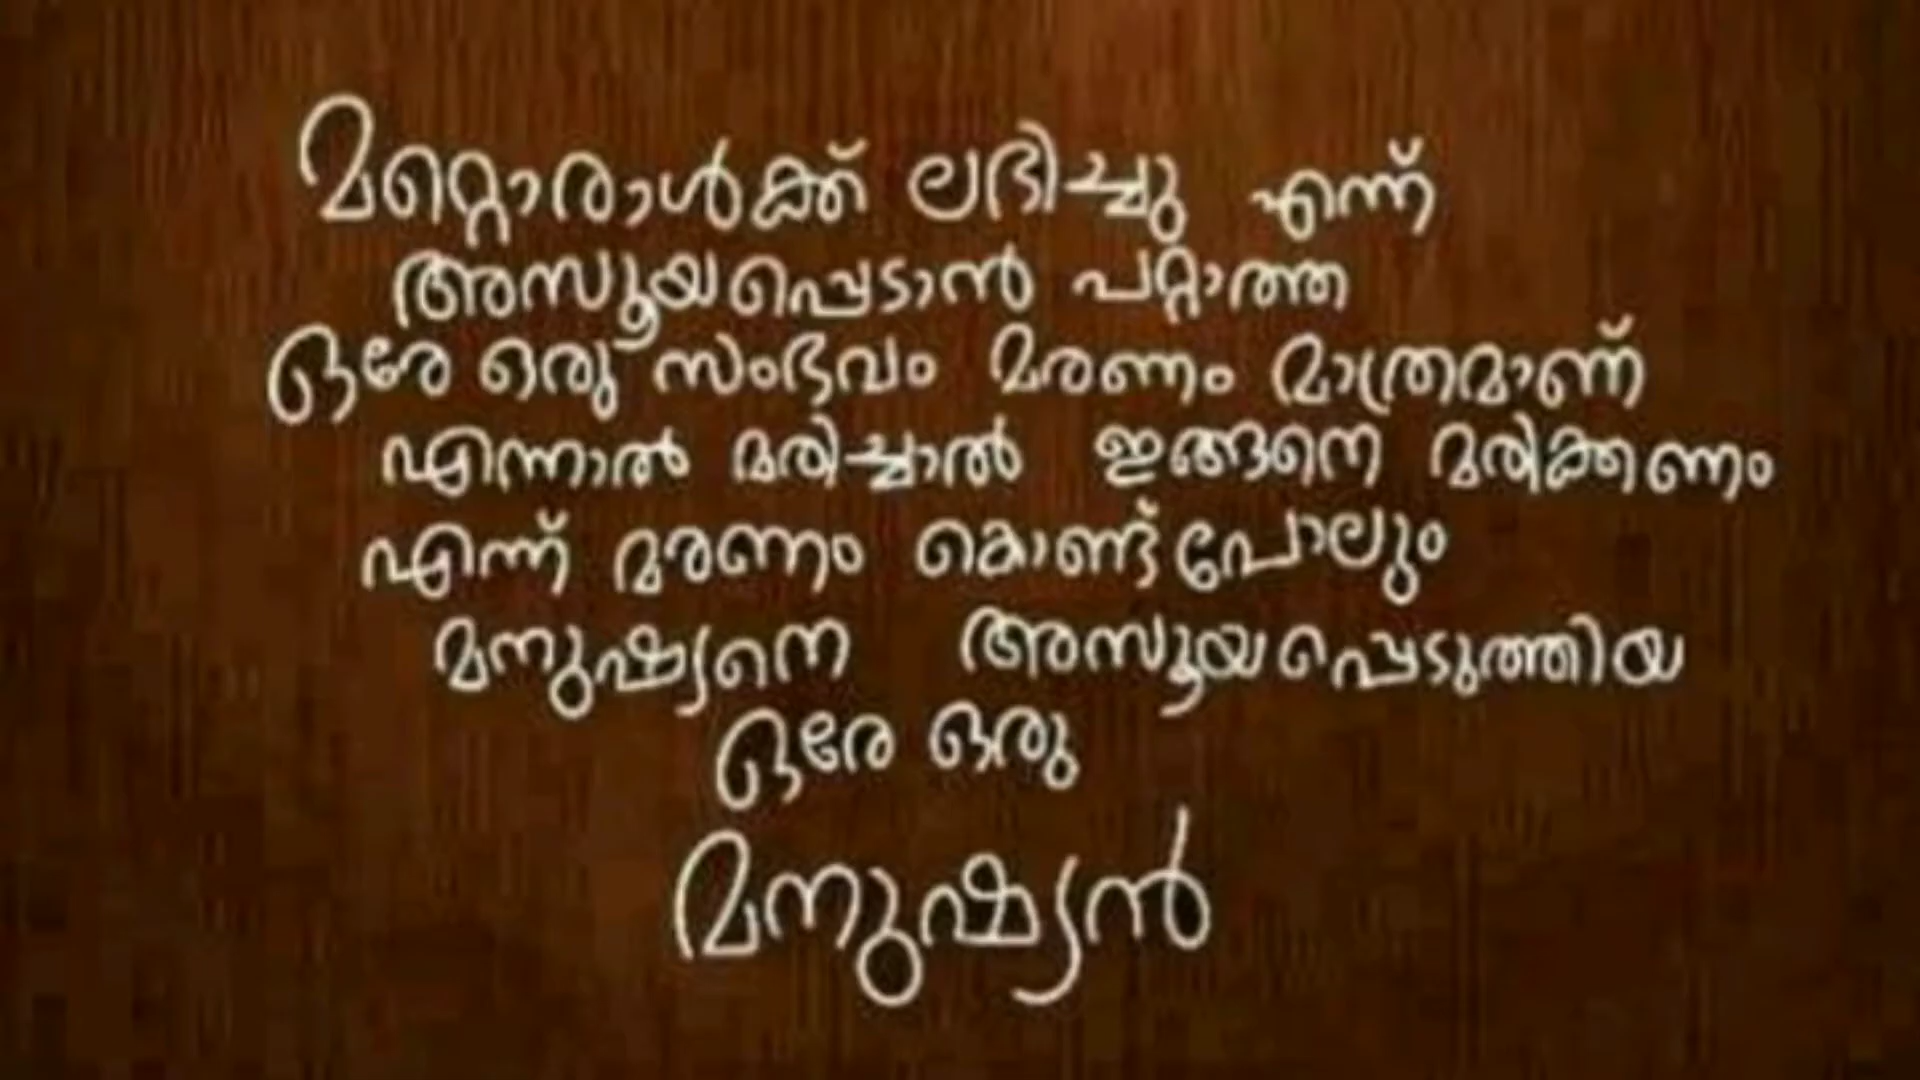 മറ്റൊരാൾക്ക് ലഭിച്ചു എന്ന്
അസൂയപ്പെടാൻ പറ്റാത്ത
ഒരേ ഒരു സംഭവം മരണം മാത്രമാണ്
എന്നാൽ മരിച്ചാൽ ഇങ്ങനെ മരിക്കണം
എന്ന് മരണം കൊണ്ട് പോലും
മനുഷ്യനെ അസൂയപ്പെടുത്തിയ
ഒരേ ഒരു
മനുഷ്യൻ